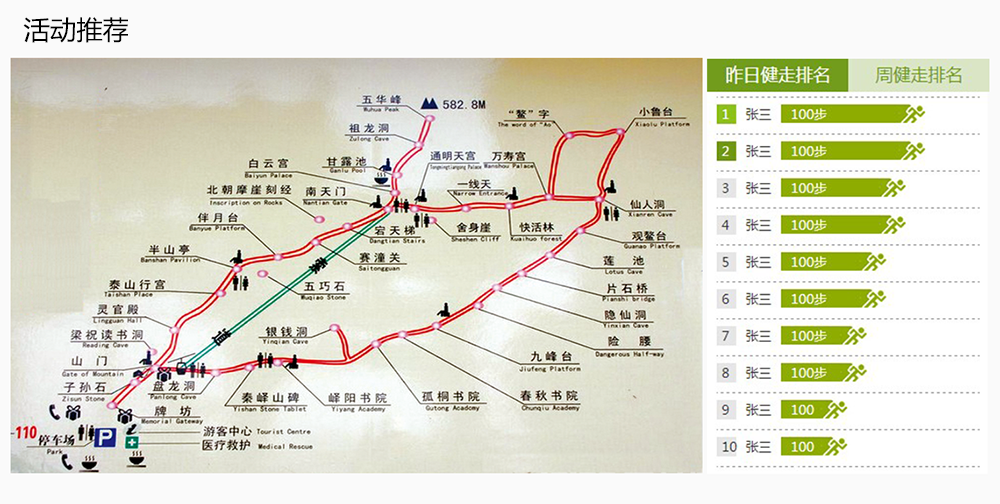 活动推荐
五华峰
Wuhua Peak
582.8M
祖龙洞
Zulong Cave
“鳌”字
The word of "Ao"
小鲁台
Xiaolu Platform
白云宫
Baiyun Palace
甘露池
Ganlu Pool
通明天宫
Tongmingtiangong Palace
万寿宫
Wanshou Palace
北朝摩崖刻经
Inscription on Rocks
南天门
Nantian Gate
一线天
Narrow Entrance
仙人洞
Xianren Cave
伴月台
Banyue Platform
宕天梯
Dangtian Stairs
舍身崖
Sheshen Cliff
快活林
Kuaihuo forest
观鳌台
Guanao Platform
半山亭
Banshan Pavilion
赛潼关
Saitongguan
莲 池
Lotus Cave
泰山行宫
Taishan Place
五巧石
Wuqiao Stone
片石桥
Pianshi bridge
灵官殿
Lingguan Hall
索
道
隐仙洞
Yinxian Cave
梁祝读书洞
Reading Cave
银钱洞
Yinqian Cave
险 腰
Dangerous Half-way
山 门
Gate of Mountain
九峰台
Jiufeng Platform
子孙石
Zisun Stone
盘龙洞
Panlong Cave
秦峄山碑
Yishan Stone Tablet
峄阳书院
Yiyang Academy
孤桐书院
Gutong Academy
春秋书院
Chunqiu Academy
牌 坊
Memorial Gateway
110
停车场
Park
P
游客中心 Tourist Centre
医疗救护 Medical Rescue
昨日健走排名 周健走排名
1 张三 100步
2 张三 100步
3 张三 100步
4 张三 100步
5 张三 100步
6 张三 100步
7 张三 100步
8 张三 100步
9 张三 100
10 张三 100